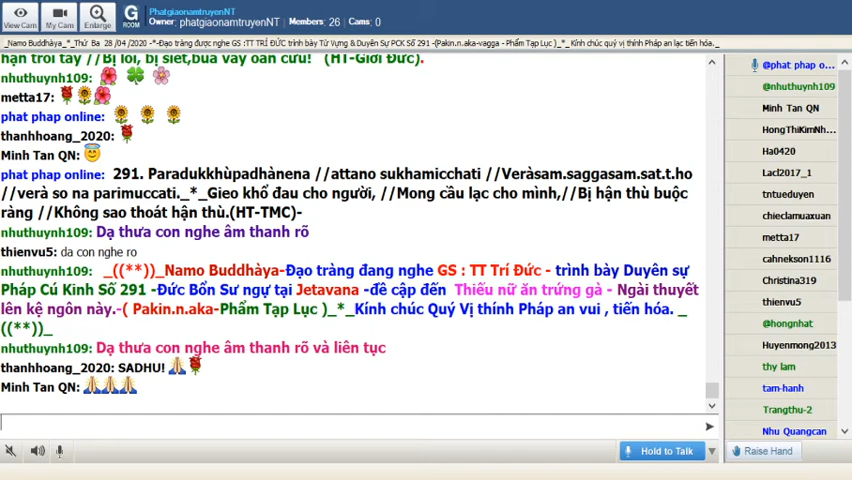 PhatgiaonamtruyenNT
Owner: phatgiaonamtruyenNT Members: 26 Cams: 0
View Cam My Cam Enlarge G ROOM
_Namo Buddhàya_*_Thứ Ba 28 /04 /2020 -*-Đạo tràng được nghe GS :TT TRÍ ĐỨC trình bày Từ Vựng & Duyên Sự PCK Số 291 -(Pakin.n.aka-vagga - Phẩm Tạp Lục )_*_ Kính chúc quý vị thính Pháp an lạc tiến hóa. _
hận trói tay //Bị lôi, bị siết,bủa vây oán cừu! (HT-Giới Đức).
nhuthuynh109:
metta17:
phat phap online:
thanhhoang_2020:
Minh Tan QN:
phat phap online: 291. Paradukkhùpadhànena //attano sukhamicchati //Veràsam.saggasam.sat.t.ho
//verà so na parimuccati._*_Gieo khổ đau cho người, //Mong cầu lạc cho mình,//Bị hận thù buộc
ràng //Không sao thoát hận thù.(HT-TMC)-
nhuthuynh109: Dạ thưa con nghe âm thanh rõ
thienvu5: da con nghe ro
nhuthuynh109: _((**))_Namo Buddhàya-Đạo tràng đang nghe GS : TT Trí Đức - trình bày Duyên sự
Pháp Cú Kinh Số 291 -Đức Bổn Sư ngự tại Jetavana -đề cập đến Thiếu nữ ăn trứng gà - Ngài thuyết
lên kệ ngôn này.-( Pakin.n.aka-Phẩm Tạp Lục )_*_Kính chúc Quý Vị thính Pháp an vui , tiến hóa. _
((**))_
nhuthuynh109: Dạ thưa con nghe âm thanh rõ và liên tục
thanhhoang_2020: SADHU!
Minh Tan QN:
@phat phap o...
@nhuthuynh109
Minh Tan QN
HongThiKimNh...
Ha0420
Lacl2017_1
tntueduyen
chieclamuaxuan
metta17
cahnekson1116
Christina319
thienvu5
@hongnhat
Huyenmong2013
thy lam
tam-hanh
Trangthu-2
Nhu Quangcan
Hold to Talk
Raise Hand